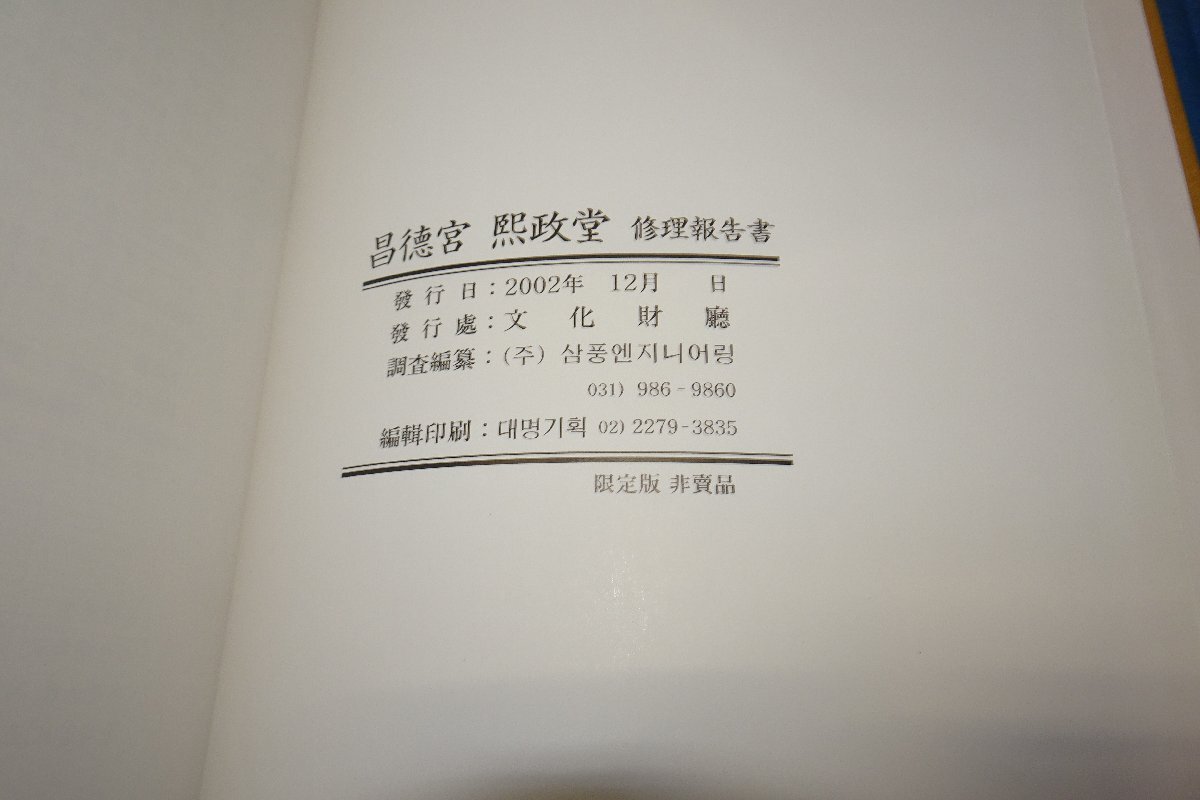 昌德宮 熙政堂 修理報告書
發行日 : 2002年 12月 日
發行處 : 文化財廳
調査編纂 : (주) 삼풍엔지니어링
031) 986-9860
編輯印刷 : 대명기획 02) 2279-3835
限定版 非賣品